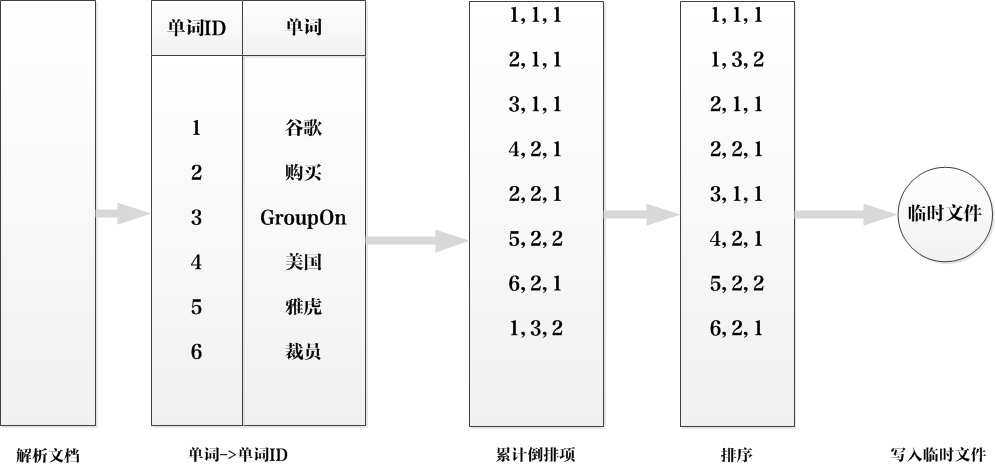 单词ID 单词
1 谷歌
2 购买
3 GroupOn
4 美国
5 雅虎
6 裁员
1,1,1
2,1,1
3,1,1
4,2,1
2,2,1
5,2,2
6,2,1
1,3,2
1,1,1
1,3,2
2,1,1
2,2,1
3,1,1
4,2,1
5,2,2
6,2,1
临时文件
解析文档
单词->单词ID
累计倒排项
排序
写入临时文件